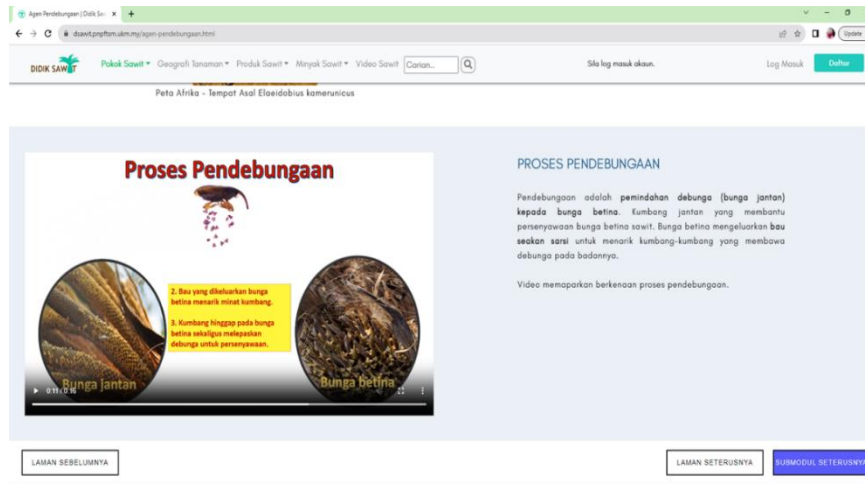 Agen Pendebungaan | Didik Sa
dsawit.pnpftsm.ukm.my/agen-pendebungaan.html
Update
DIDIK SAWIT
Pokok Sawit Geografi Tanaman Produk Sawit Minyak Sawit Video Sawit Carian...
Sila log masuk akaun.
Log Masuk
Daftar
Peta Afrika - Tempat Asal Elaeidobius kamerunicus
Proses Pendebungaan
2. Bau yang dikeluarkan bunga
betina menarik minat kumbang.
3. Kumbang hinggap pada bunga
betina sekaligus melepaskan
debunga untuk persenyawaan.
Bunga jantan
Bunga betina
0:11 / 0:16
PROSES PENDEBUNGAAN
Pendebungaan adalah pemindahan debunga (bunga jantan)
kepada bunga betina. Kumbang jantan yang membantu
persenyawaan bunga betina sawit. Bunga betina mengeluarkan bau
seakan sarsi untuk menarik kumbang-kumbang yang membawa
debunga pada badannya.
Video memaparkan berkenaan proses pendebungaan.
LAMAN SEBELUMNYA
LAMAN SETERUSNYA
SUBMODUL SETERUSNYA